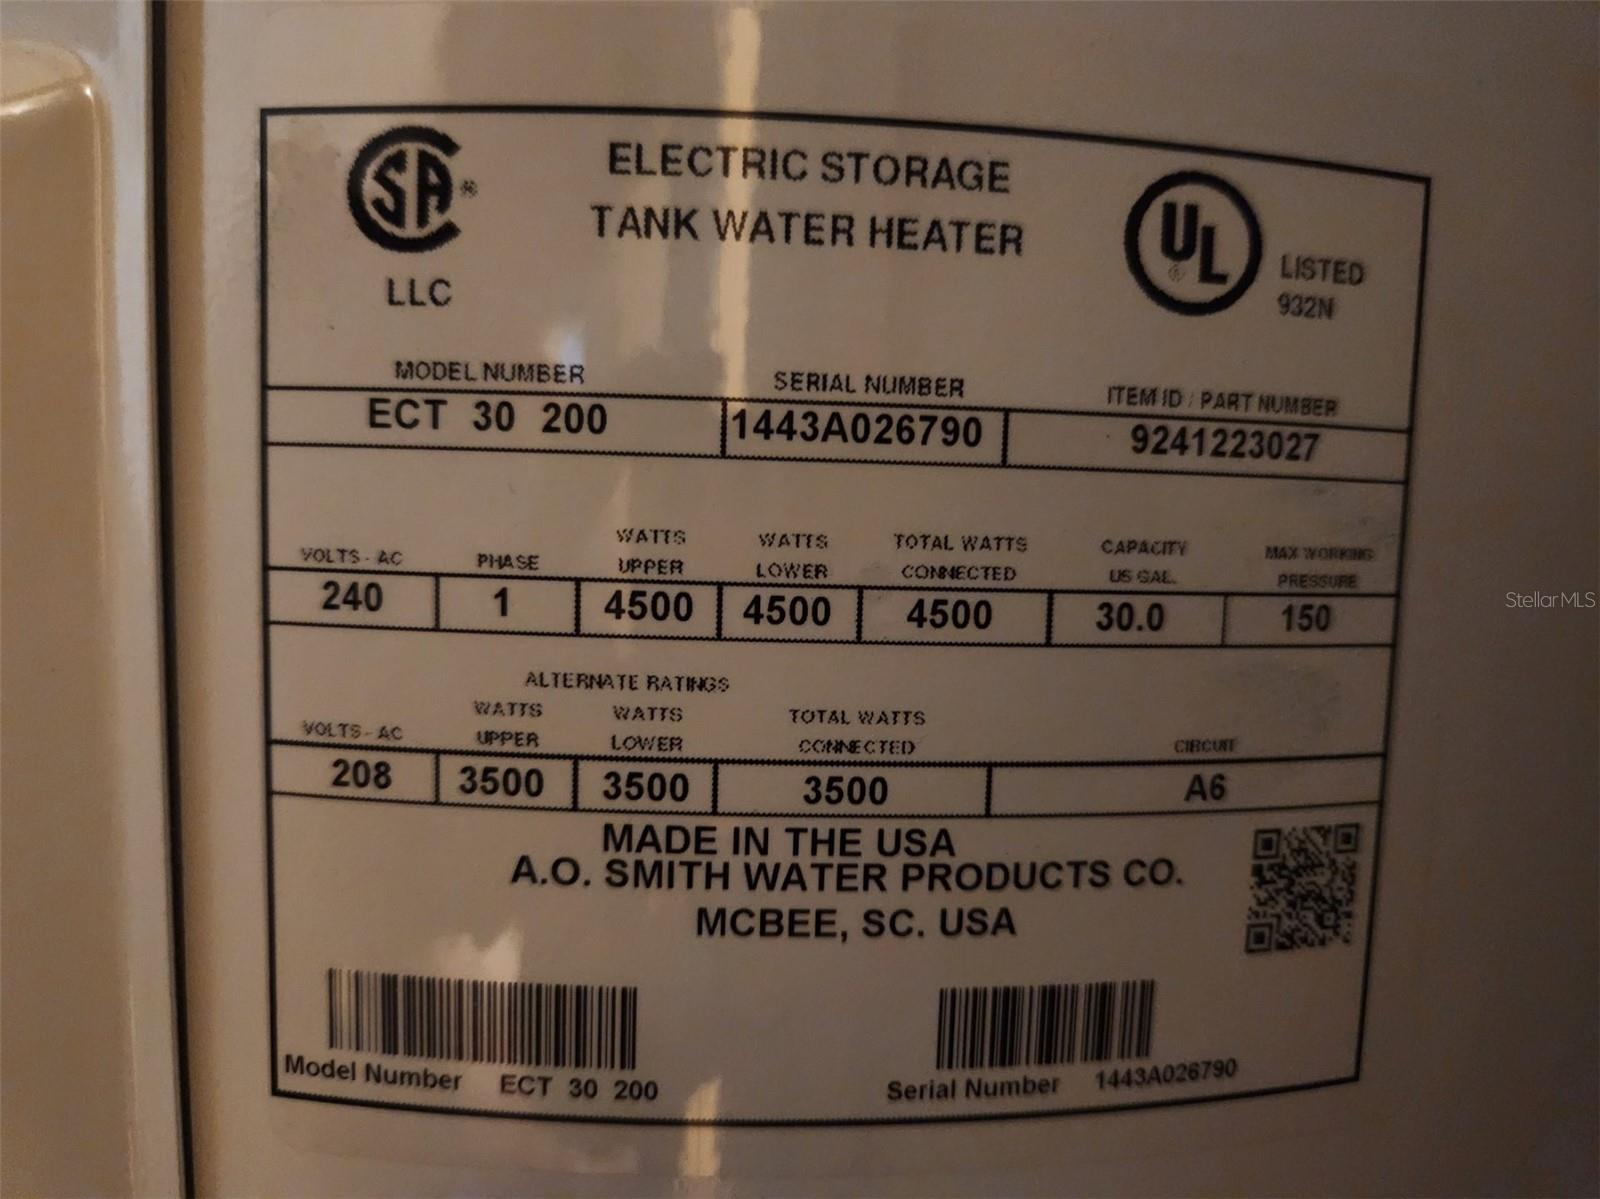 SA®
ELECTRIC STORAGE
TANK WATER HEATER
UL®
LLC
LISTED
932N
MODEL NUMBER SERIAL NUMBER ITEM ID / PART NUMBER
ECT 30 200 1443A026790 9241223027
VOLTS - AC PHASE WATTS UPPER WATTS LOWER TOTAL WATTS CONNECTED CAPACITY US GAL. MAX WORKING PRESSURE
240 1 4500 4500 4500 30.0 150
ALTERNATE RATINGS
VOLTS - AC WATTS UPPER WATTS LOWER TOTAL WATTS CONNECTED CIRCUIT
208 3500 3500 3500 A6
MADE IN THE USA
A.O. SMITH WATER PRODUCTS CO.
MCBEE, SC. USA
Model Number ECT 30 200
Serial Number 1443A026790
StellarMLS